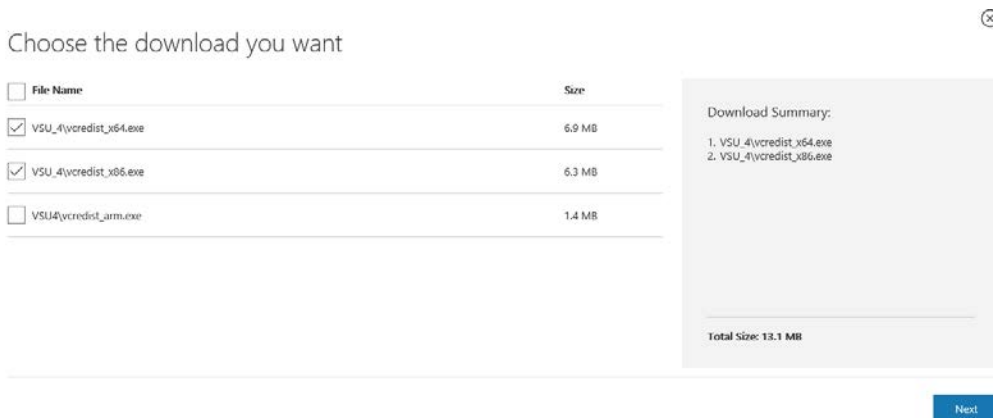 Choose the download you want
File Name Size
VSU_4\vcredist_x64.exe 6.9 MB
VSU_4\vcredist_x86.exe 6.3 MB
VSU4\vcredist_arm.exe 1.4 MB
Download Summary:
1. VSU_4\vcredist_x64.exe
2. VSU_4\vcredist_x86.exe
Total Size: 13.1 MB
Next